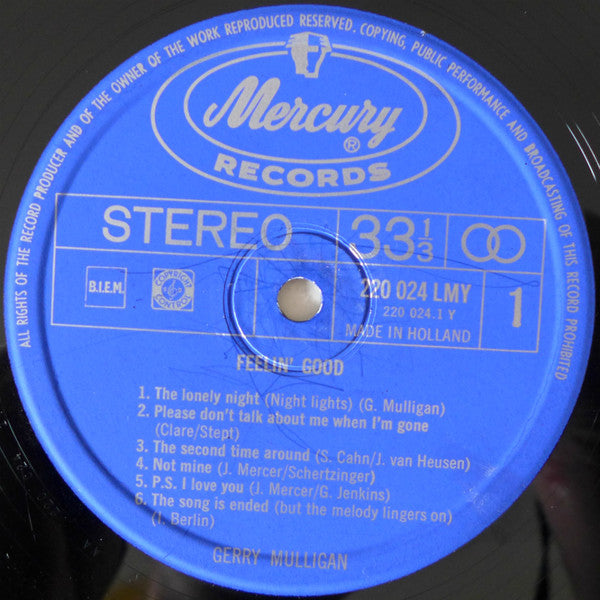 ALL RIGHTS OF THE RECORD PRODUCER AND OF THE OWNER OF THE WORK REPRODUCED RESERVED. COPYING, PUBLIC PERFORMANCE AND BROADCASTING OF THIS RECORD PROHIBITED
Mercury
®
RECORDS
STEREO 33 1/3
B.I.E.M. COPYRIGHT CONTROL
220 024 LMY
220 024.1 Y
MADE IN HOLLAND
1
FEELIN' GOOD
1. The lonely night (Night lights) (G. Mulligan)
2. Please don't talk about me when I'm gone
(Clare/Stept)
3. The second time around (S. Cahn/J. van Heusen)
4. Not mine (J. Mercer/Schertzinger)
5. P.S. I love you (J. Mercer/G. Jenkins)
6. The song is ended (but the melody lingers on)
(I. Berlin)
GERRY MULLIGAN